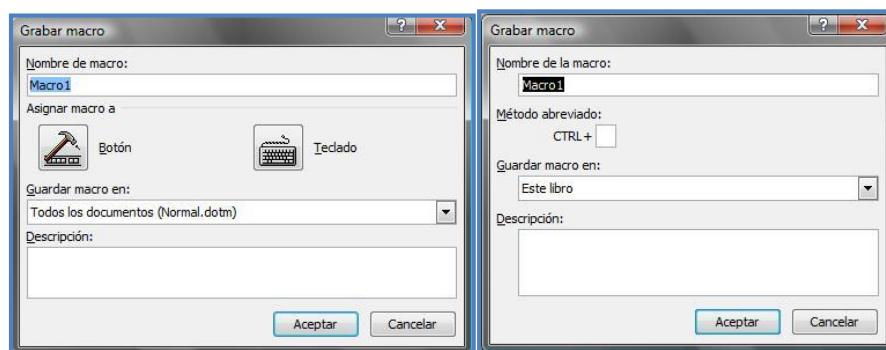 Grabar macro
Nombre de macro:
Macro1
Asignar macro a
Botón
Teclado
Guardar macro en:
Todos los documentos (Normal.dotm)
Descripción:
Aceptar
Cancelar
Grabar macro
Nombre de la macro:
Macro1
Método abreviado:
CTRL+
Guardar macro en:
Este libro
Descripción:
Aceptar
Cancelar